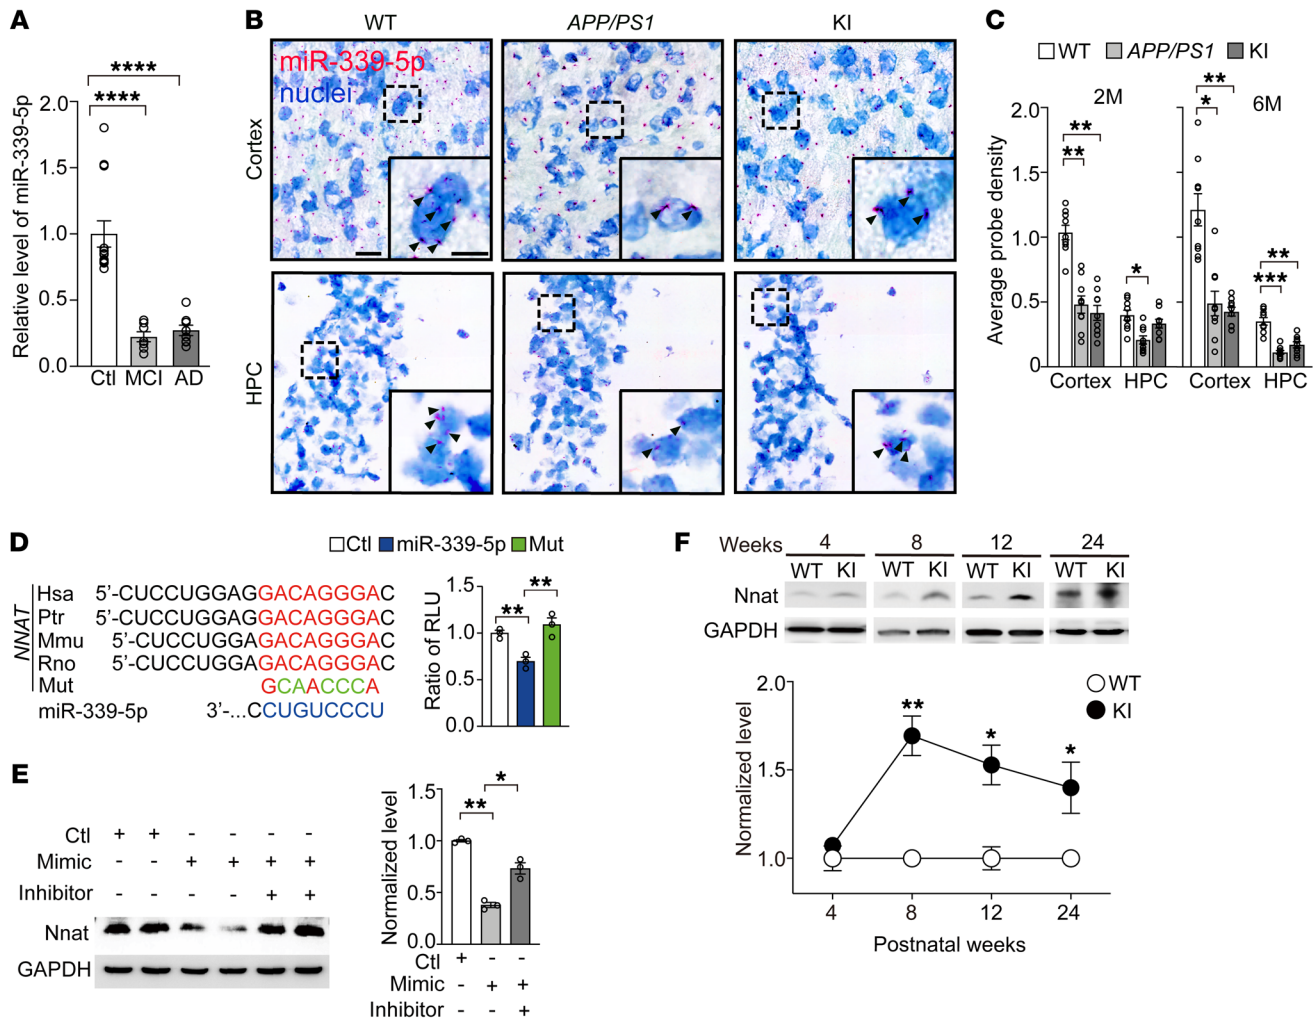 A
****
****
Relative level of miR-339-5p
2.0
1.5
1.0
0.5
0.0
Ctl MCI AD
B
WT APP/PS1 KI
miR-339-5p
nuclei
Cortex
HPC
C
WT APP/PS1 KI
Average probe density
2M 6M
2.0
1.5
1.0
0.5
0
** ** * ** * ** ***
Cortex HPC Cortex HPC
D
Ctl miR-339-5p Mut
NNAT
Hsa 5'-CUCCUGGAGGACAGGGAC
Ptr 5'-CUCCUGGAGGACAGGGAC
Mmu 5'-CUCCUGGAGACAGGGAC
Rno 5'-CUCCUGGAGACAGGGAC
Mut GCAACCCA
miR-339-5p 3'-...CCUGUCCCU
Ratio of RLU
1.5
1.0
0.5
0.0
** **
E
Ctl + + - - - -
Mimic - - + + + +
Inhibitor - - - - + +
Nnat
GAPDH
Normalized level
1.5
1.0
0.5
0.0
** *
Ctl + - -
Mimic - + +
Inhibitor - - +
F
Weeks 4 8 12 24
WT KI WT KI WT KI WT KI
Nnat
GAPDH
WT
KI
Normalized level
2.0
1.5
1.0
** * *
4 8 12 24
Postnatal weeks